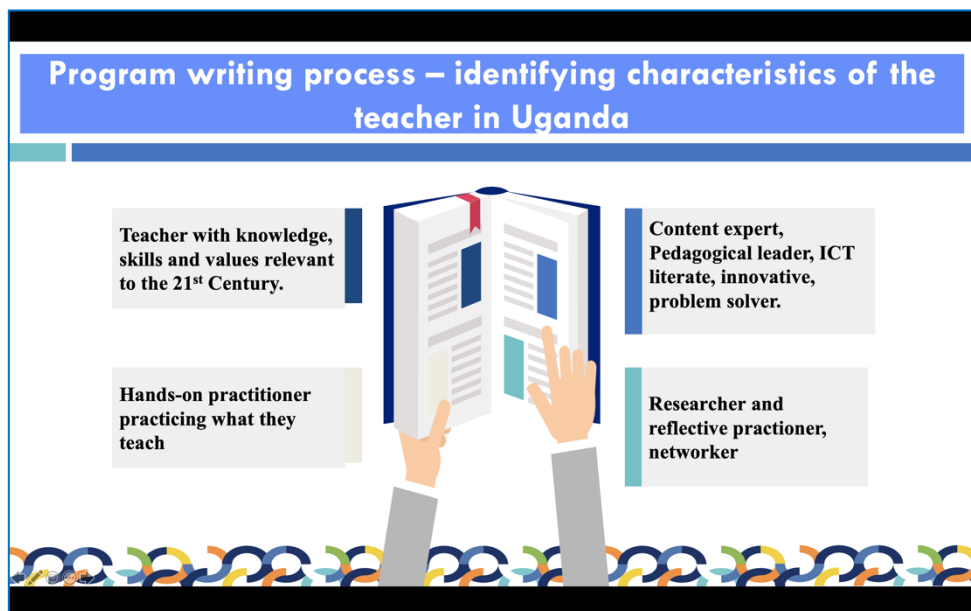 Program writing process – identifying characteristics of the
teacher in Uganda
Teacher with knowledge,
skills and values relevant
to the 21st Century.
Content expert,
Pedagogical leader, ICT
literate, innovative,
problem solver.
Hands-on practitioner
practicing what they
teach
Researcher and
reflective practioner,
networker